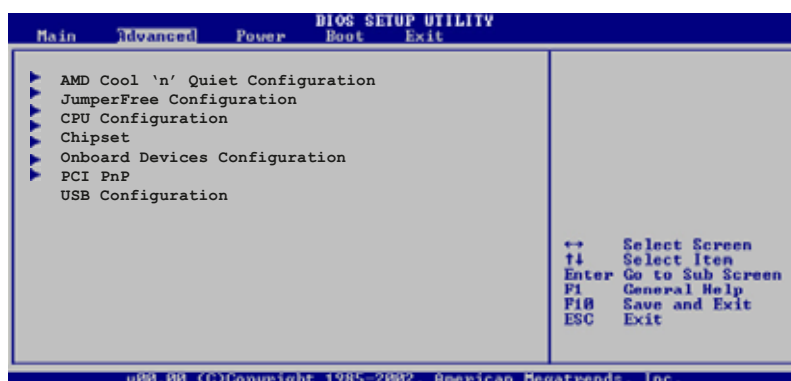 BIOS SETUP UTILITY
Main Advanced Power Boot Exit
AMD Cool ‘n’ Quiet Configuration
JumperFree Configuration
CPU Configuration
Chipset
Onboard Devices Configuration
PCI PnP
USB Configuration
↔ Select Screen
↑↓ Select Item
Enter Go to Sub Screen
F1 General Help
F10 Save and Exit
ESC Exit
v00.00 (C)Copyright 1985-2002, American Megatrends, Inc.